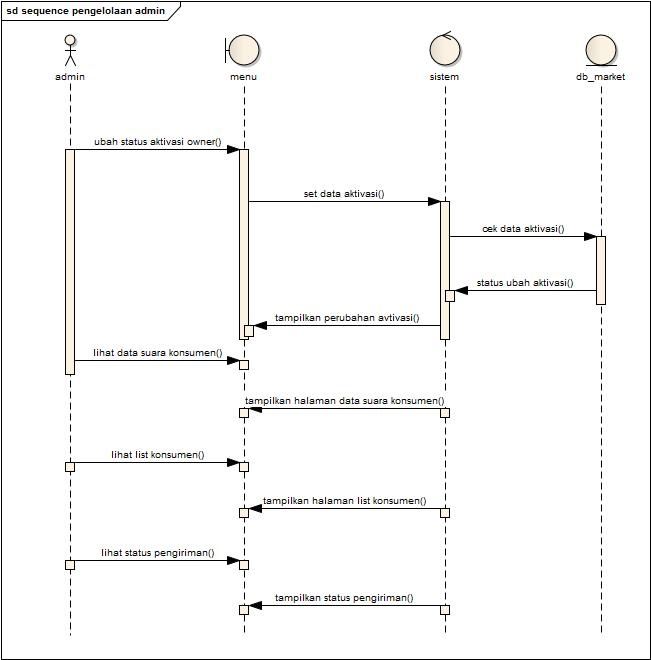 sd sequence pengelolaan admin
admin
menu
sistem
db_market
ubah status aktivasi owner()
set data aktivasi()
cek data aktivasi()
status ubah aktivasi()
tampilkan perubahan avtivasi()
lihat data suara konsumen()
tampilkan halaman data suara konsumen()
lihat list konsumen()
tampilkan halaman list konsumen()
lihat status pengiriman()
tampilkan status pengiriman()